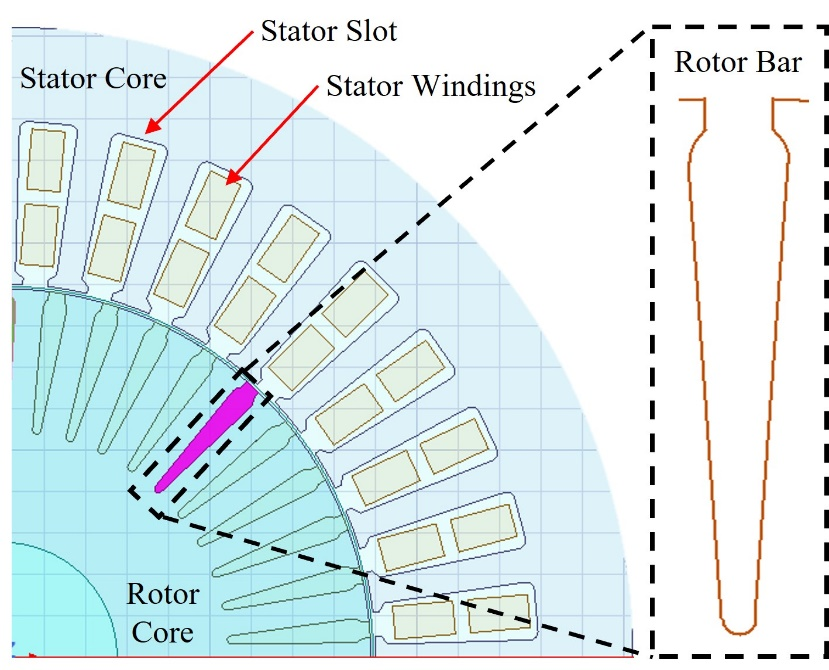 Stator Slot
Stator Core
Stator Windings
Rotor Bar
Rotor
Core